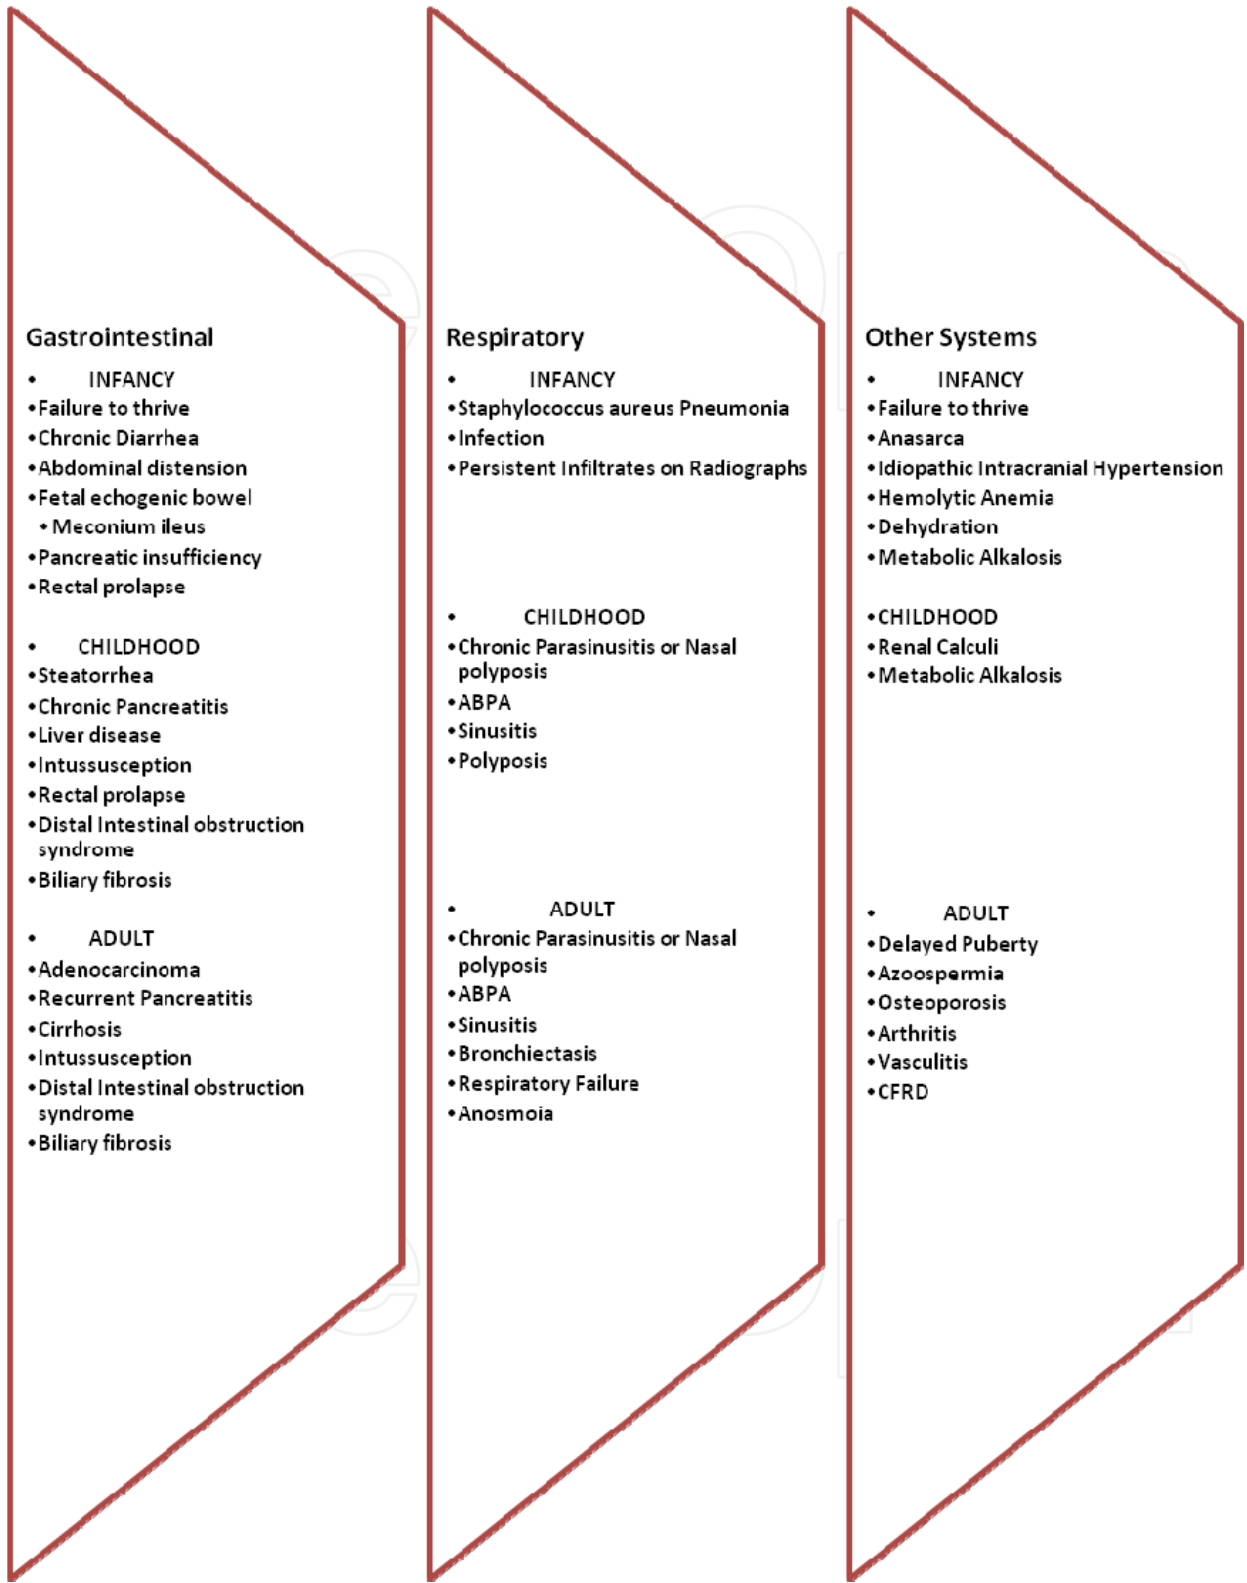 Gastrointestinal
• INFANCY
•Failure to thrive
•Chronic Diarrhea
•Abdominal distension
•Fetal echogenic bowel
•Meconium ileus
•Pancreatic insufficiency
•Rectal prolapse
• CHILDHOOD
•Steatorrhea
•Chronic Pancreatitis
•Liver disease
•Intussusception
•Rectal prolapse
•Distal Intestinal obstruction
syndrome
•Biliary fibrosis
• ADULT
•Adenocarcinoma
•Recurrent Pancreatitis
•Cirrhosis
•Intussusception
•Distal Intestinal obstruction
syndrome
•Biliary fibrosis
Respiratory
• INFANCY
•Staphylococcus aureus Pneumonia
•Infection
•Persistent Infiltrates on Radiographs
• CHILDHOOD
•Chronic Parasinusitis or Nasal
polyposis
•ABPA
•Sinusitis
•Polyposis
• ADULT
•Chronic Parasinusitis or Nasal
polyposis
•ABPA
•Sinusitis
•Bronchiectasis
•Respiratory Failure
•Anosmoia
Other Systems
• INFANCY
•Failure to thrive
•Anasarca
•Idiopathic Intracranial Hypertension
•Hemolytic Anemia
•Dehydration
•Metabolic Alkalosis
•CHILDHOOD
•Renal Calculi
•Metabolic Alkalosis
• ADULT
•Delayed Puberty
•Azoospermia
•Osteoporosis
•Arthritis
•Vasculitis
•CFRD